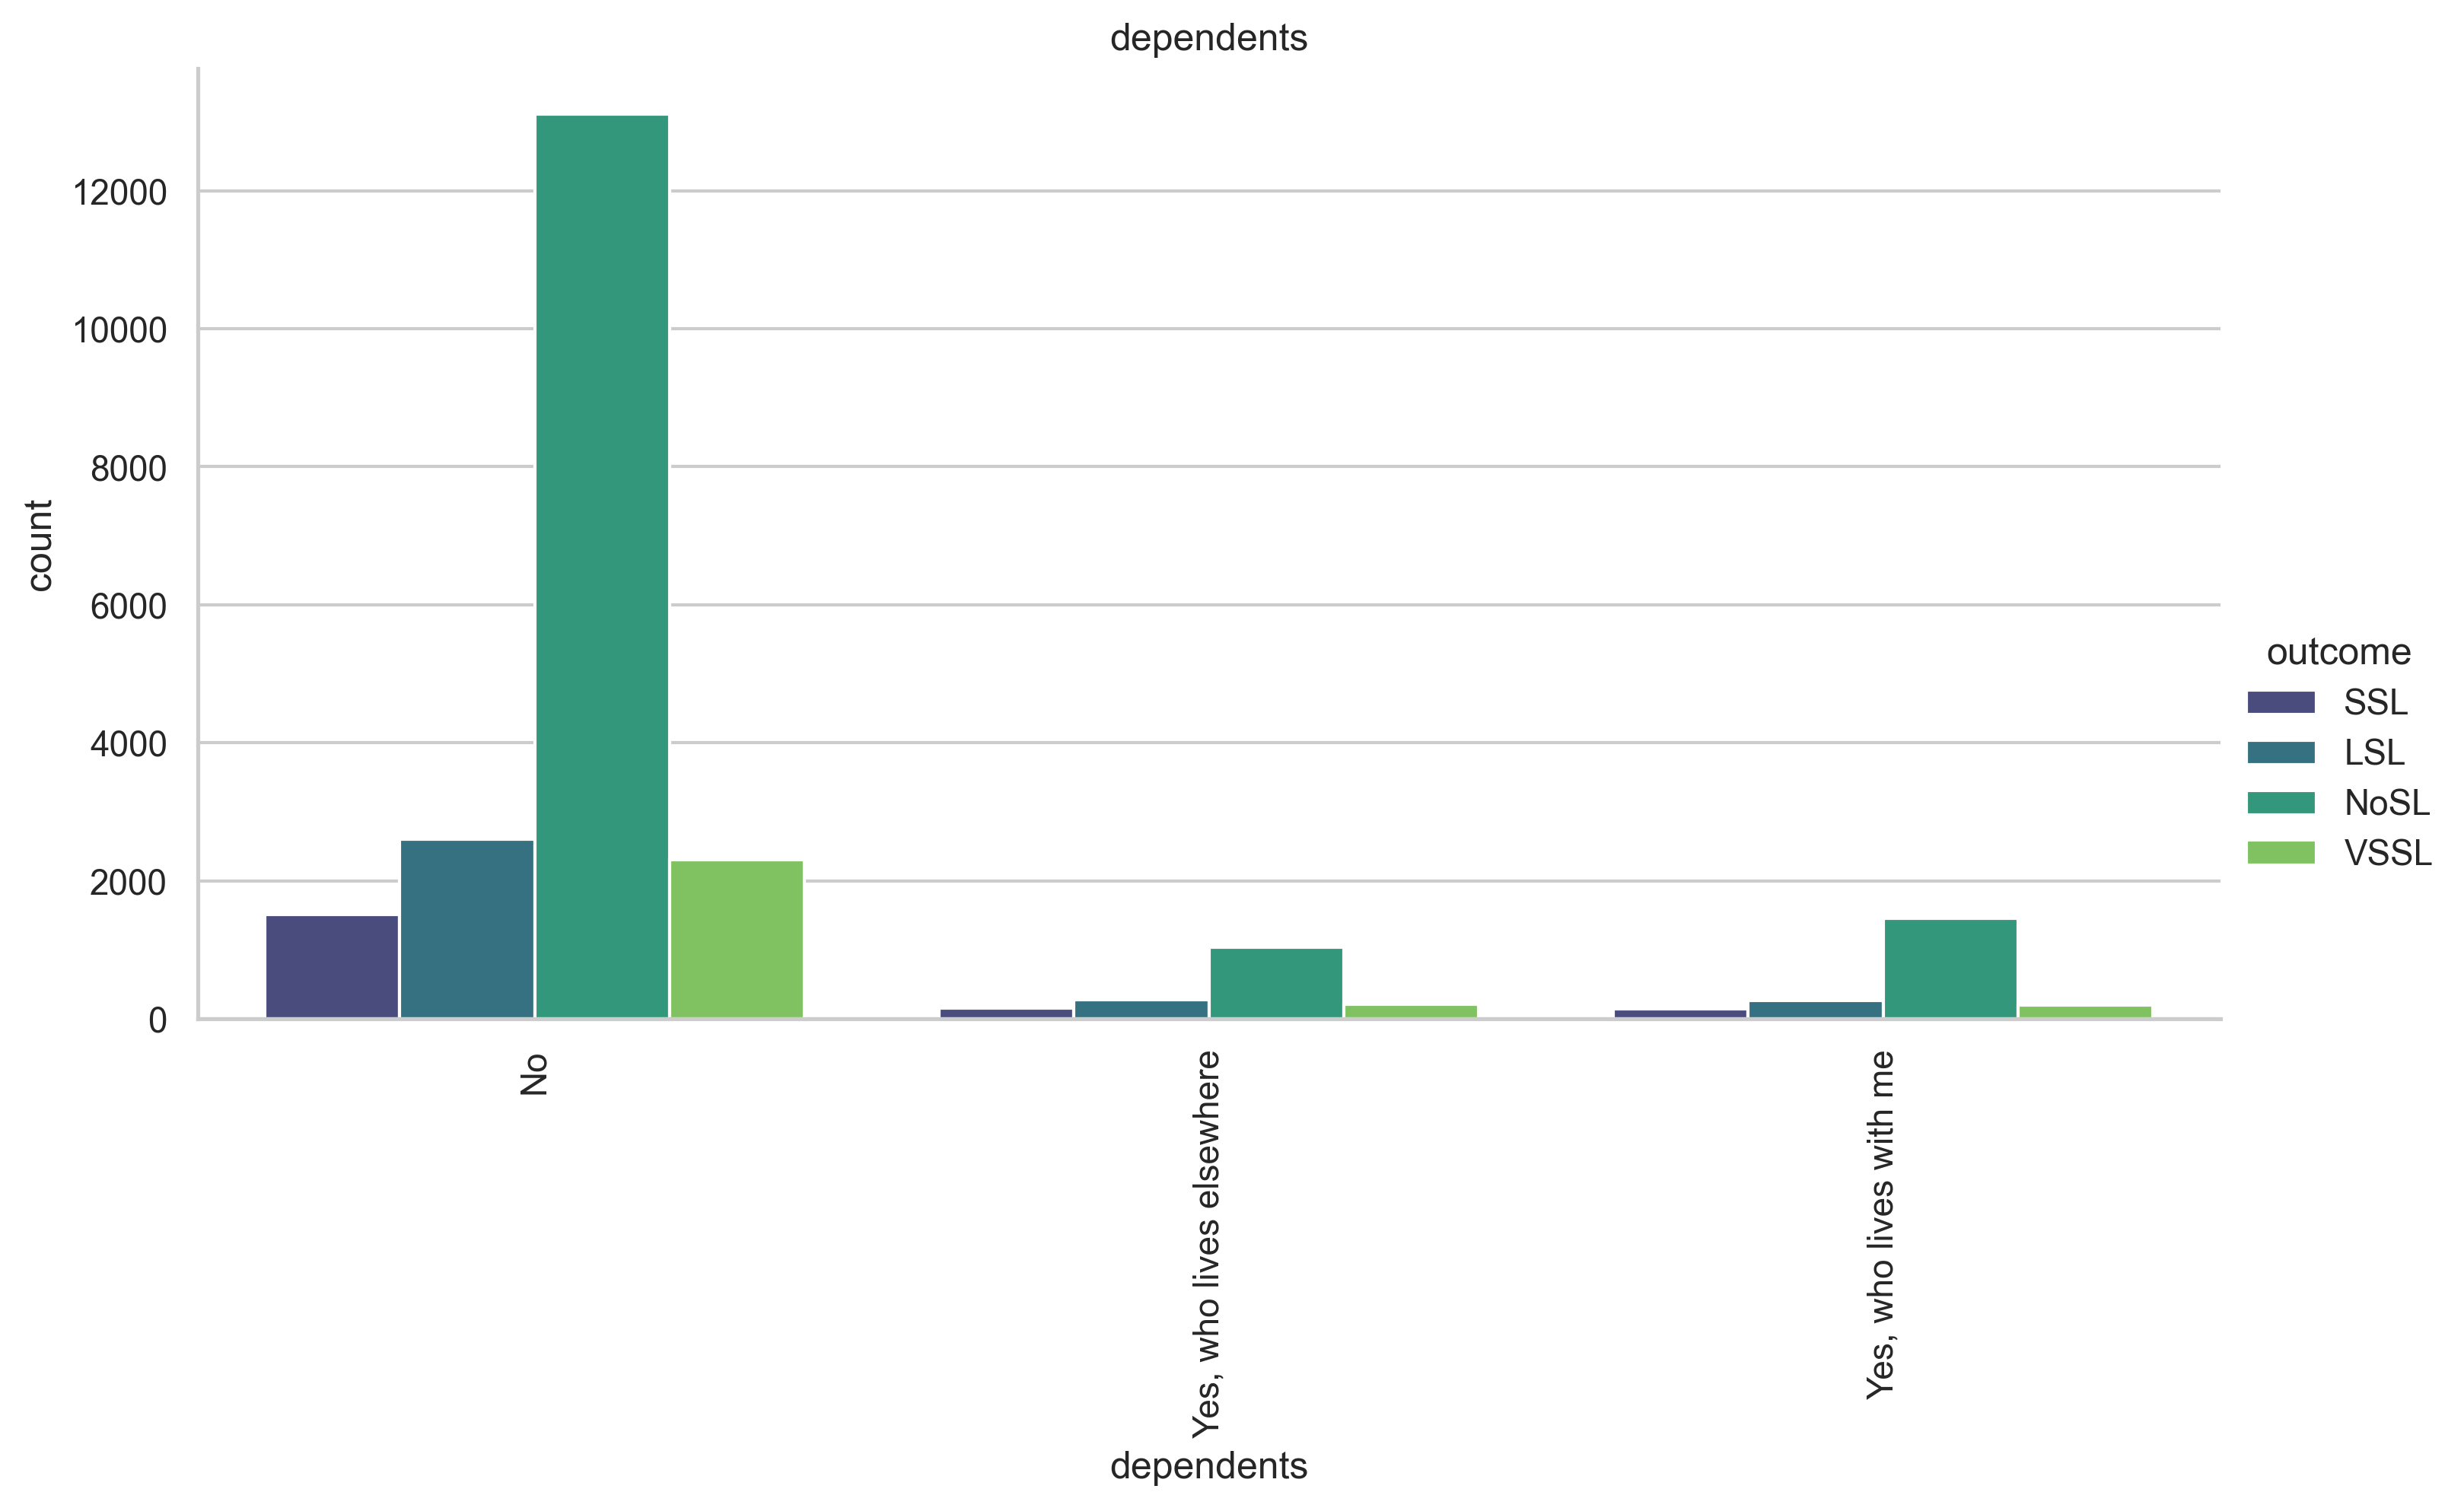 dependents
12000
10000
8000
6000
4000
2000
0
count
No
Yes, who lives elsewhere
Yes, who lives with me
dependents
outcome
SSL
LSL
NoSL
VSSL